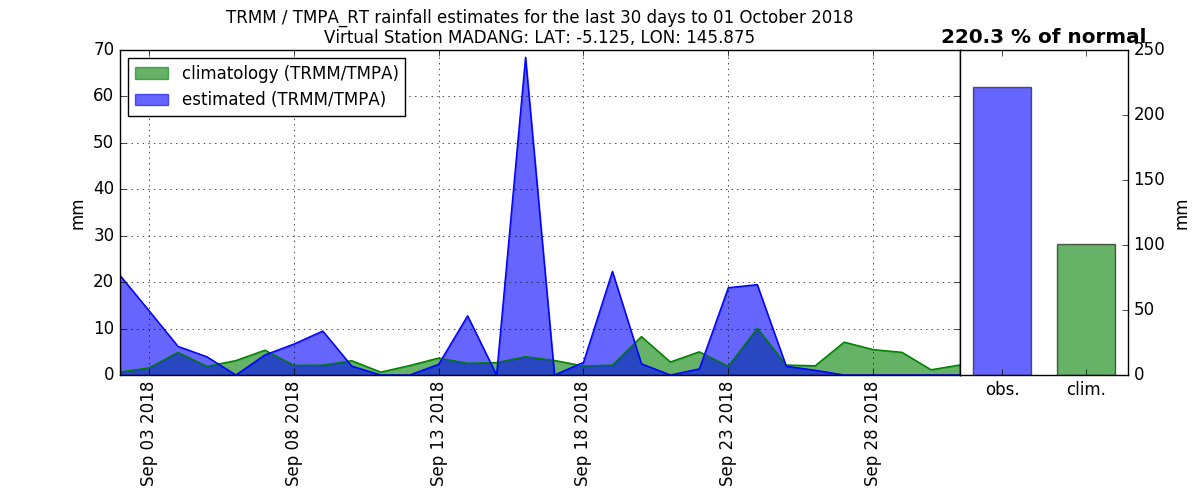 TRMM / TMPA_RT rainfall estimates for the last 30 days to 01 October 2018
Virtual Station MADANG: LAT: -5.125, LON: 145.875
220.3 % of normal
climatology (TRMM/TMPA)
estimated (TRMM/TMPA)
mm
70
60
50
40
30
20
10
0
Sep 03 2018
Sep 08 2018
Sep 13 2018
Sep 18 2018
Sep 23 2018
Sep 28 2018
obs.
clim.
250
200
150
100
50
0
mm